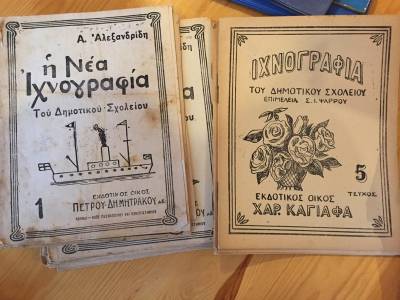 Α. Ἀλεξανδρίδη
ἡ Νέα
Ἰχνογραφία
Τοῦ Δημοτικοῦ Σχολείου
1
ΕΚΔΟΤΙΚΟΣ ΟΙΚΟΣ
ΠΕΤΡΟΥ ΔΗΜΗΤΡΑΚΟΥ Α.Ε.
ΙΧΝΟΓΡΑΦΙΑ
ΤΟΥ ΔΗΜΟΤΙΚΟΥ ΣΧΟΛΕΙΟΥ
ΕΠΙΜΕΛΕΙΑ Σ. Ι. ΨΑΡΡΟΥ
5
ΤΕΥΧΟΣ
ΕΚΔΟΤΙΚΟΣ ΟΙΚΟΣ
ΧΑΡ. ΚΑΓΙΑΦΑ